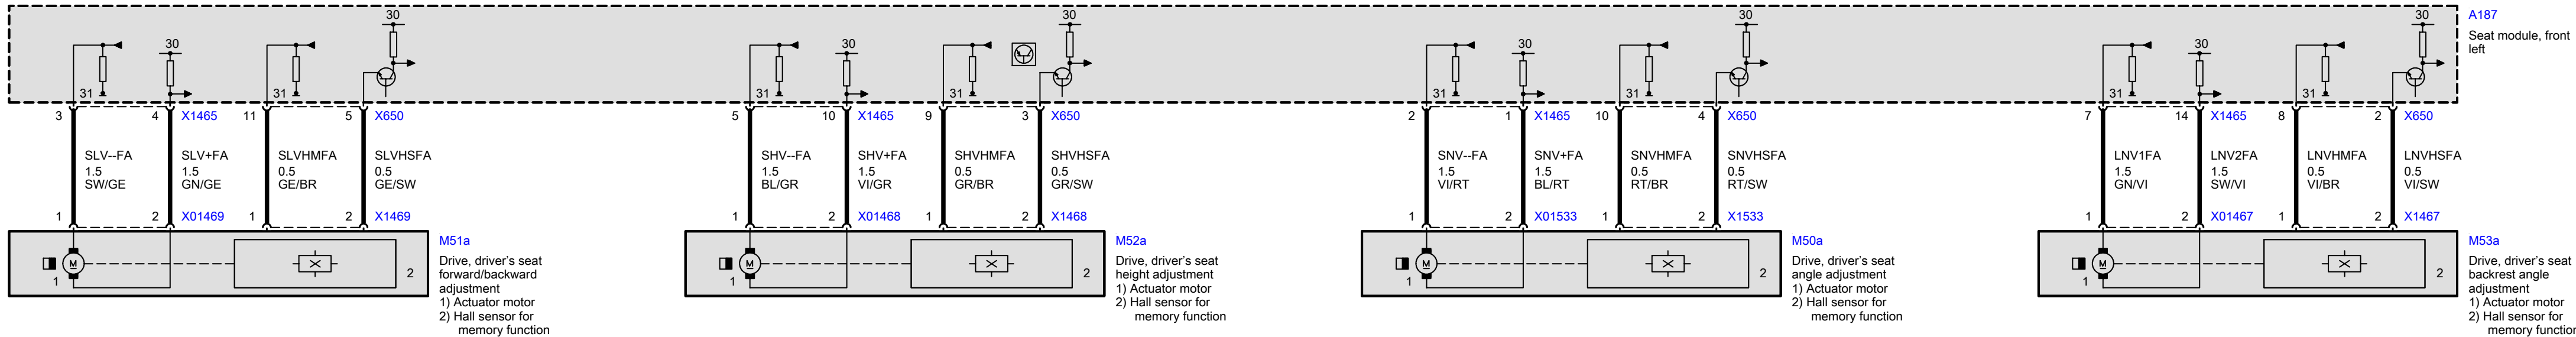 30
30
30
30
A187
Seat module, front
left
30
30
30
30
31
31
31
31
31
31
31
31
3
4
X1465
11
5
X650
5
10
X1465
9
3
X650
2
1
X1465
10
4
X650
7
14
X1465
8
2
X650
SLV--FA
1.5
SW/GE
SLV+FA
1.5
GN/GE
SLVHMFA
0.5
GE/BR
SLVHSFA
0.5
GE/SW
SHV--FA
1.5
BL/GR
SHV+FA
1.5
VI/GR
SHVHMFA
0.5
GR/BR
SHVHSFA
0.5
GR/SW
SNV--FA
1.5
VI/RT
SNV+FA
1.5
BL/RT
SNVHMFA
0.5
RT/BR
SNVHSFA
0.5
RT/SW
LNV1FA
1.5
GN/VI
LNV2FA
1.5
SW/VI
LNVHMFA
0.5
VI/BR
LNVHSFA
0.5
VI/SW
1
2
X01469
1
2
X1469
1
2
X01468
1
2
X1468
1
2
X01533
1
2
X1533
1
2
X01467
1
2
X1467
M
1
2
M51a
Drive, driver's seat
forward/backward
adjustment
1) Actuator motor
2) Hall sensor for
memory function
M
1
2
M52a
Drive, driver's seat
height adjustment
1) Actuator motor
2) Hall sensor for
memory function
M
1
2
M50a
Drive, driver's seat
angle adjustment
1) Actuator motor
2) Hall sensor for
memory function
M
1
2
M53a
Drive, driver's seat
backrest angle
adjustment
1) Actuator motor
2) Hall sensor for
memory function